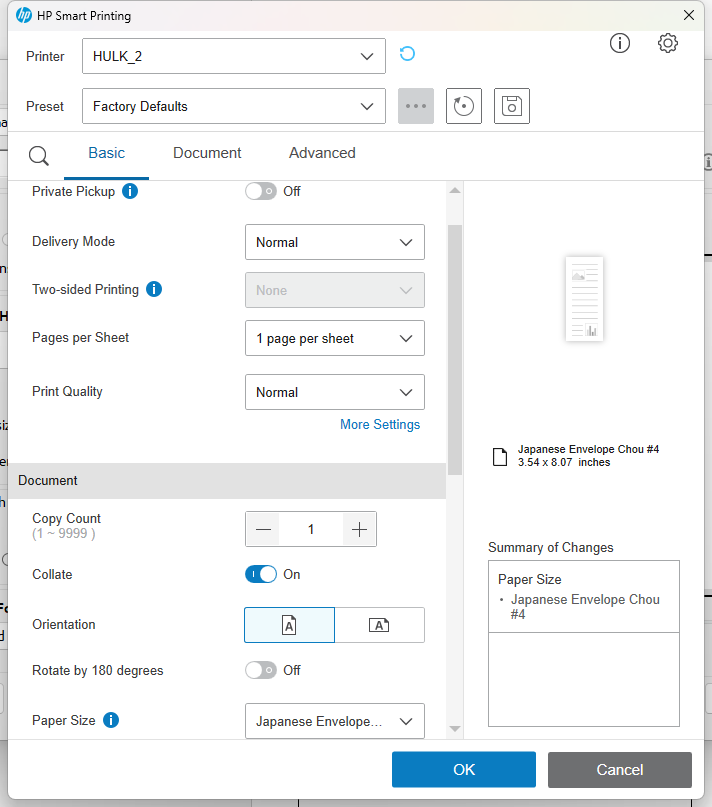 HP Smart Printing
Printer
HULK_2
Preset
Factory Defaults
Basic
Document
Advanced
Private Pickup
Off
Delivery Mode
Normal
Two-sided Printing
None
Pages per Sheet
1 page per sheet
Print Quality
Normal
More Settings
Document
Copy Count
(1 ~ 9999 )
1
Collate
On
Orientation
A
A
Rotate by 180 degrees
Off
Paper Size
Japanese Envelope...
Japanese Envelope Chou #4
3.54 x 8.07 inches
Summary of Changes
Paper Size
• Japanese Envelope Chou
#4
OK
Cancel